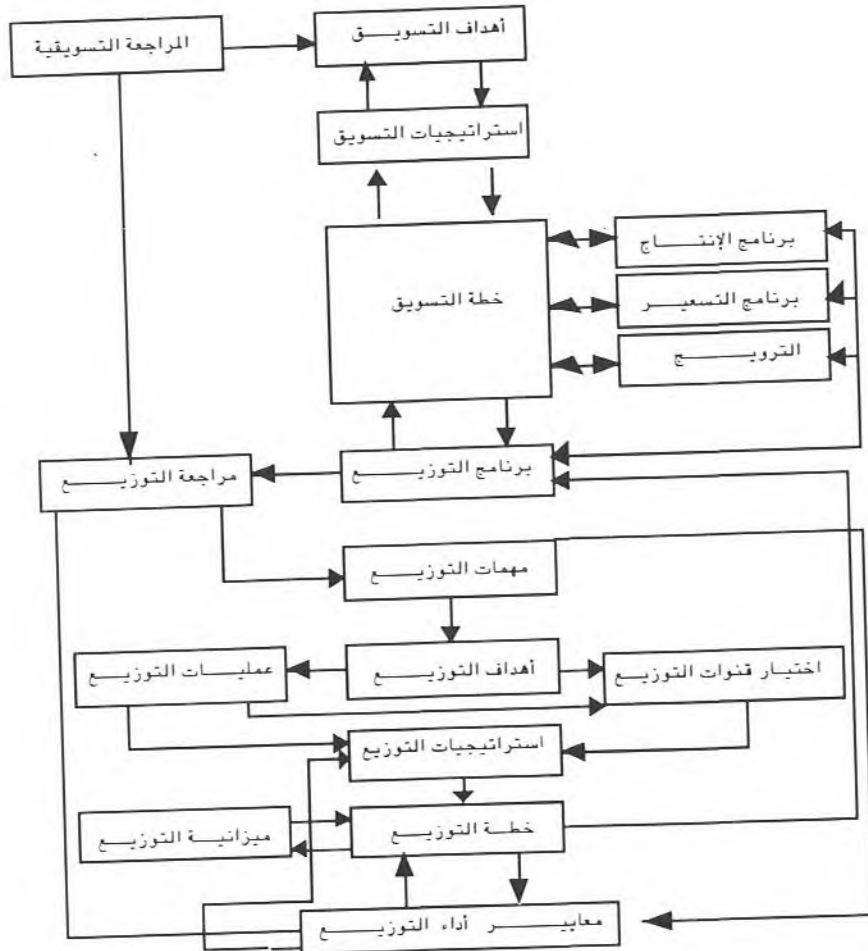 أهداف التسويق
المراجعة التسويقية
استراتيجيات التسويق
برنامج الإنتاج
خطة التسويق
برنامج التسعير
الترويج
برنامج التوزيع
مراجعة التوزيع
مهمات التوزيع
اختيار قنوات التوزيع
أهداف التوزيع
عمليات التوزيع
استراتيجيات التوزيع
خطة التوزيع
ميزانية التوزيع
معايير أداء التوزيع